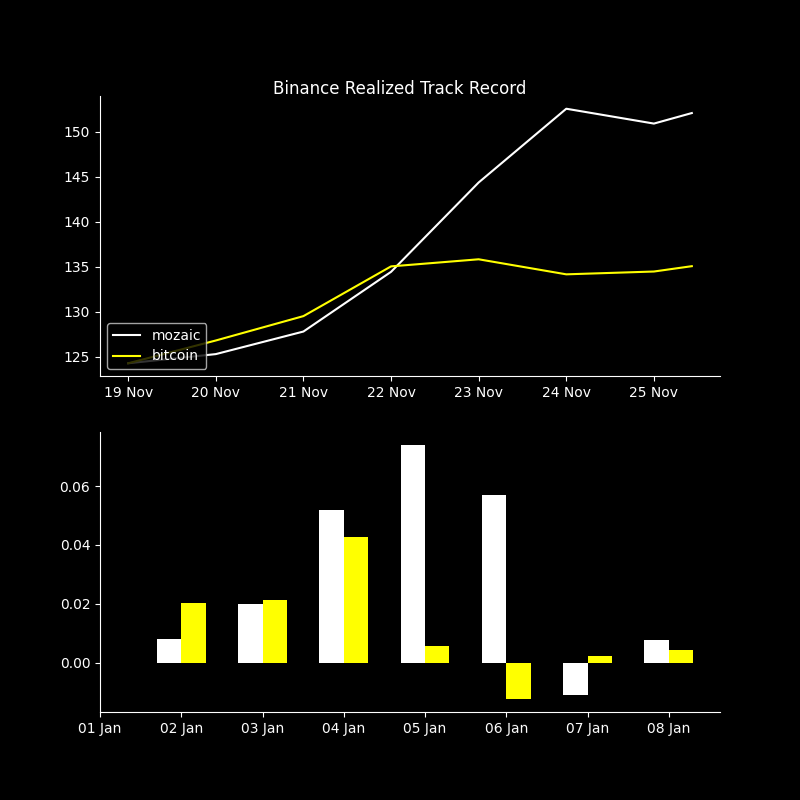 Binance Realized Track Record
150
145
140
135
130
125
mozaic
bitcoin
19 Nov 20 Nov 21 Nov 22 Nov 23 Nov 24 Nov 25 Nov
0.06
0.04
0.02
0.00
01 Jan 02 Jan 03 Jan 04 Jan 05 Jan 06 Jan 07 Jan 08 Jan